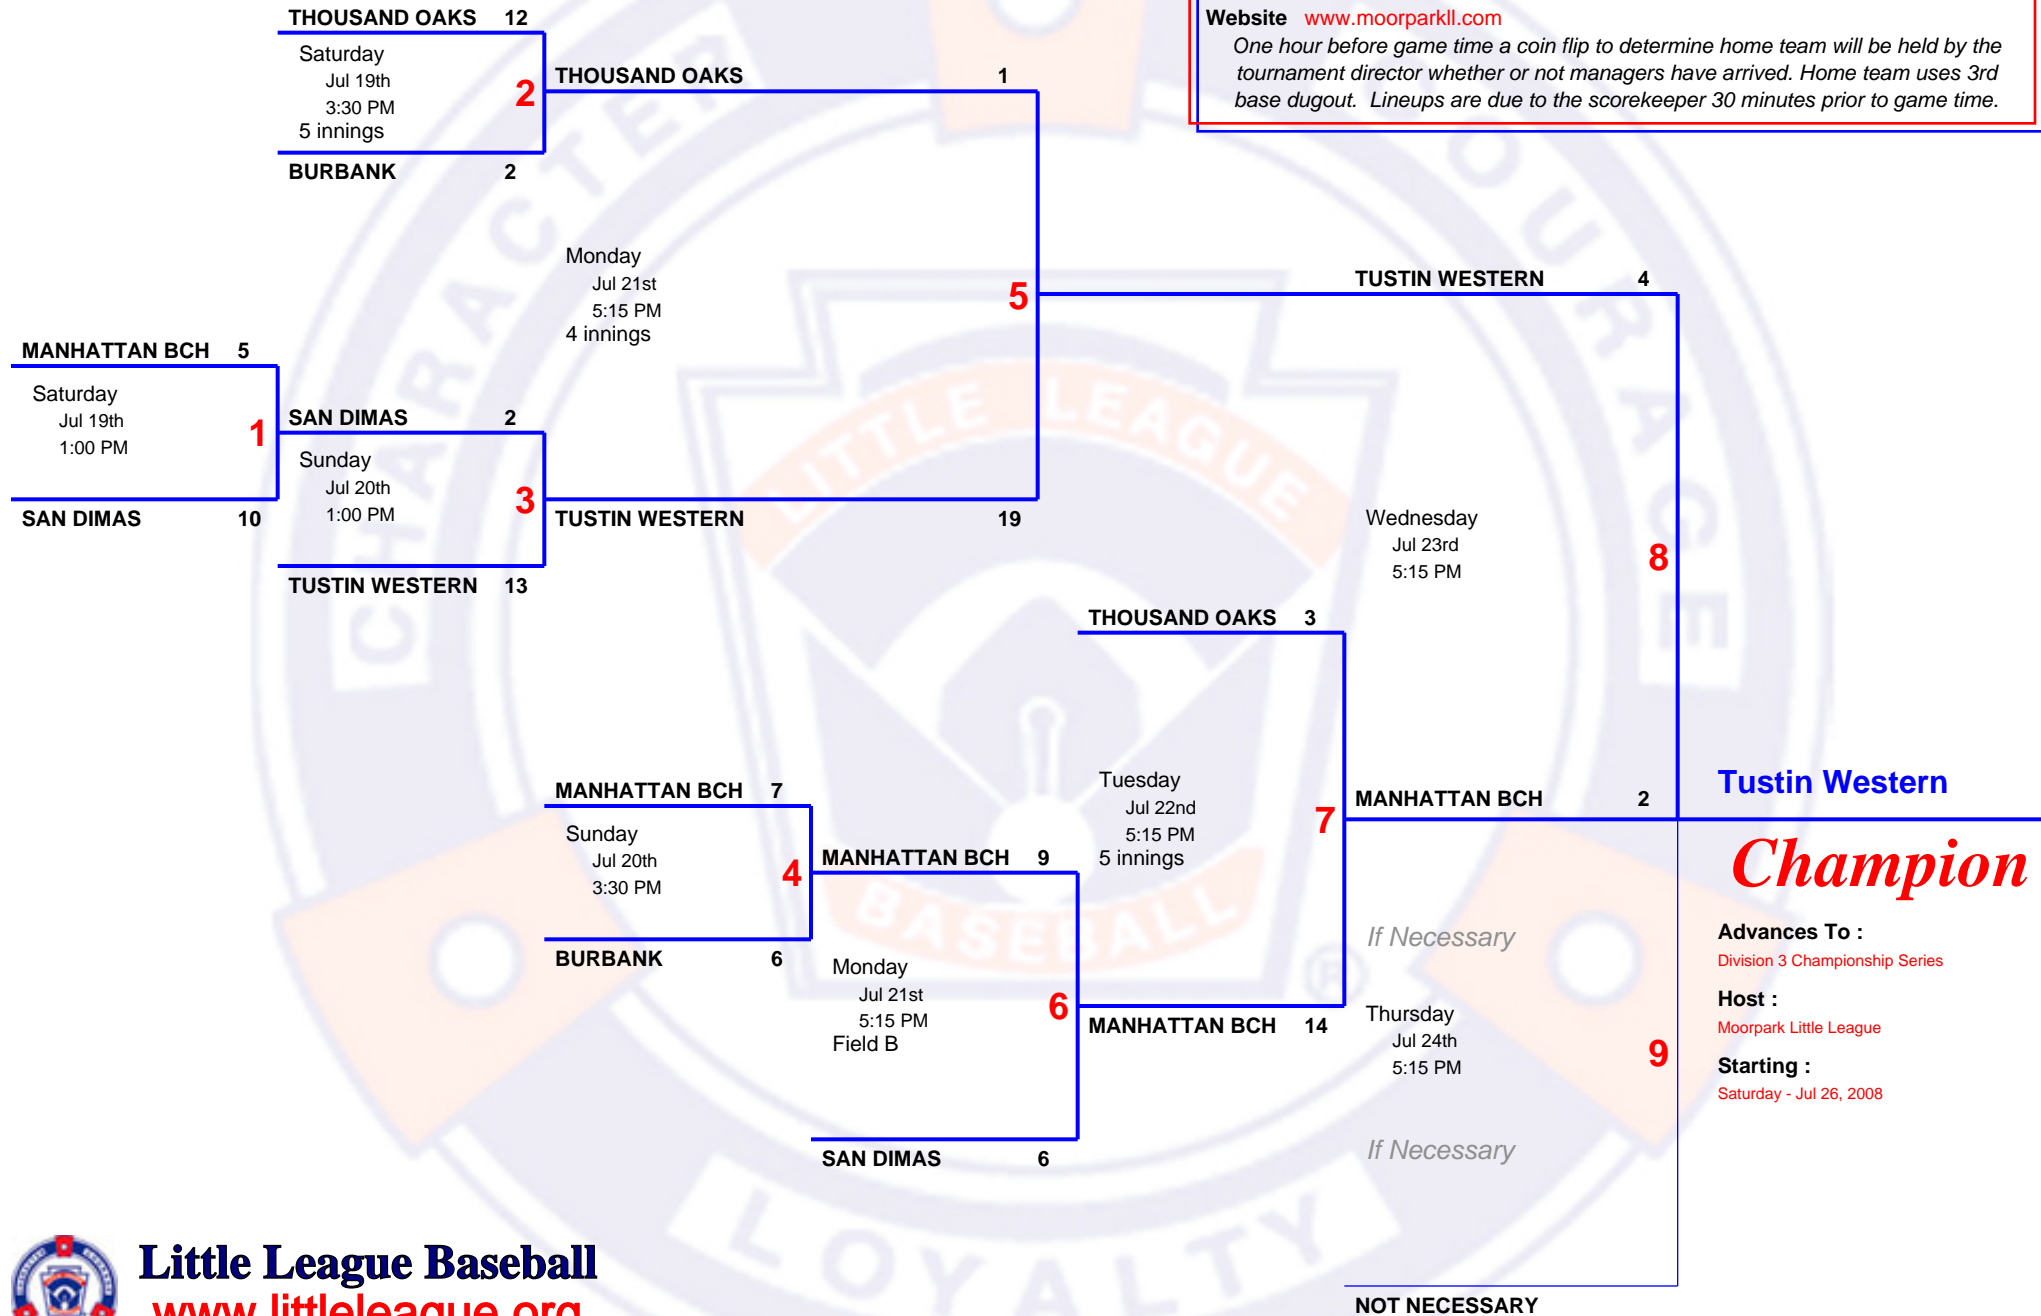 THOUSAND OAKS 12
Saturday
Jul 19th
3:30 PM
5 innings
2
BURBANK 2
THOUSAND OAKS 1
Website www.moorparkll.com
One hour before game time a coin flip to determine home team will be held by the
tournament director whether or not managers have arrived. Home team uses 3rd
base dugout. Lineups are due to the scorekeeper 30 minutes prior to game time.
Monday
Jul 21st
5:15 PM
4 innings
5
TUSTIN WESTERN 4
MANHATTAN BCH 5
Saturday
Jul 19th
1:00 PM
1
SAN DIMAS 10
SAN DIMAS 2
Sunday
Jul 20th
1:00 PM
3
TUSTIN WESTERN 13
TUSTIN WESTERN 19
Wednesday
Jul 23rd
5:15 PM
8
THOUSAND OAKS 3
Tuesday
Jul 22nd
5:15 PM
5 innings
7
MANHATTAN BCH 14
MANHATTAN BCH 7
Sunday
Jul 20th
3:30 PM
4
BURBANK 6
MANHATTAN BCH 9
Monday
Jul 21st
5:15 PM
Field B
6
SAN DIMAS 6
MANHATTAN BCH 2
If Necessary
Thursday
Jul 24th
5:15 PM
9
If Necessary
NOT NECESSARY
Tustin Western
Champion
Advances To :
Division 3 Championship Series
Host :
Moorpark Little League
Starting :
Saturday - Jul 26, 2008
CHARACTER
COURAGE
LOYALTY
LITTLE LEAGUE
BASEBALL
®
Little League Baseball
www.littleleague.org